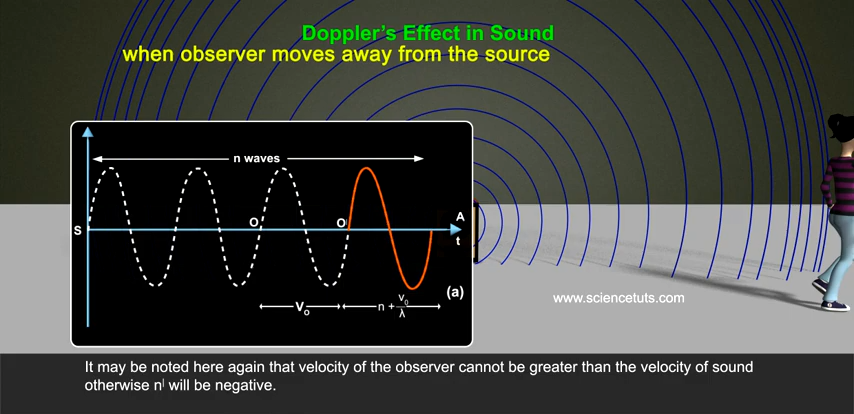 Doppler's Effect in Sound
when observer moves away from the source
n waves
S
O
O'
A
t
Vₒ
n + v₀/λ
(a)
www.sciencetuts.com
It may be noted here again that velocity of the observer cannot be greater than the velocity of sound
otherwise n| will be negative.